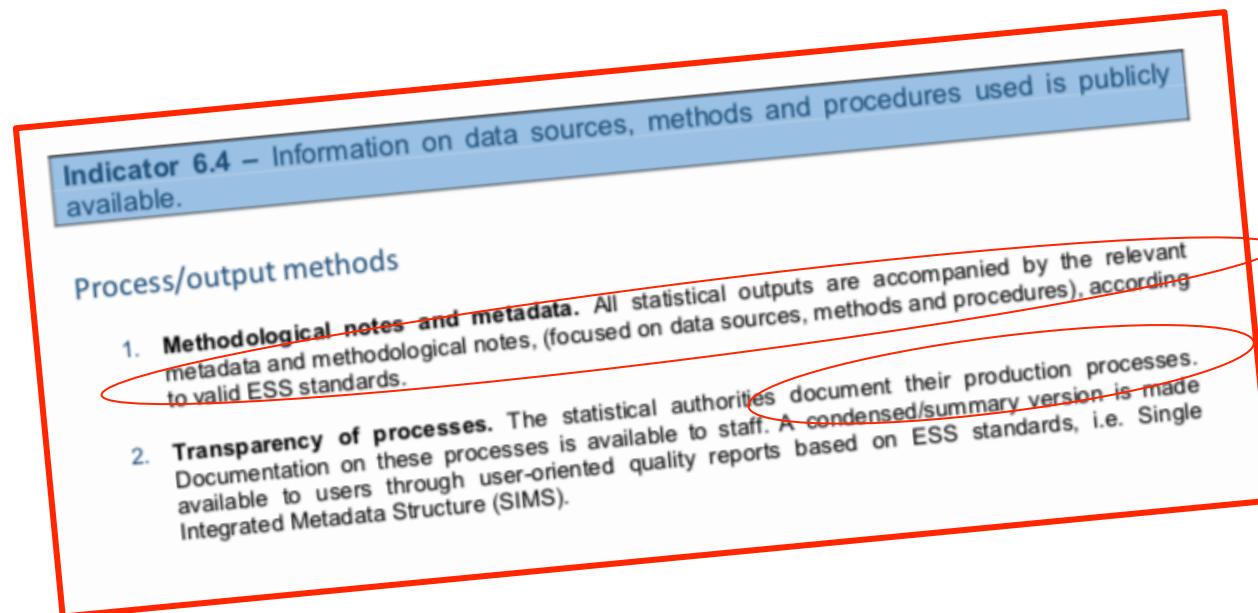 Indicator 6.4 – Information on data sources, methods and procedures used is publicly
available.
Process/output methods
1. Methodological notes and metadata. All statistical outputs are accompanied by the relevant
metadata and methodological notes, (focused on data sources, methods and procedures), according
to valid ESS standards.
2. Transparency of processes. The statistical authorities document their production processes.
Documentation on these processes is available to staff. A condensed/summary version is made
available to users through user-oriented quality reports based on ESS standards, i.e. Single
Integrated Metadata Structure (SIMS).